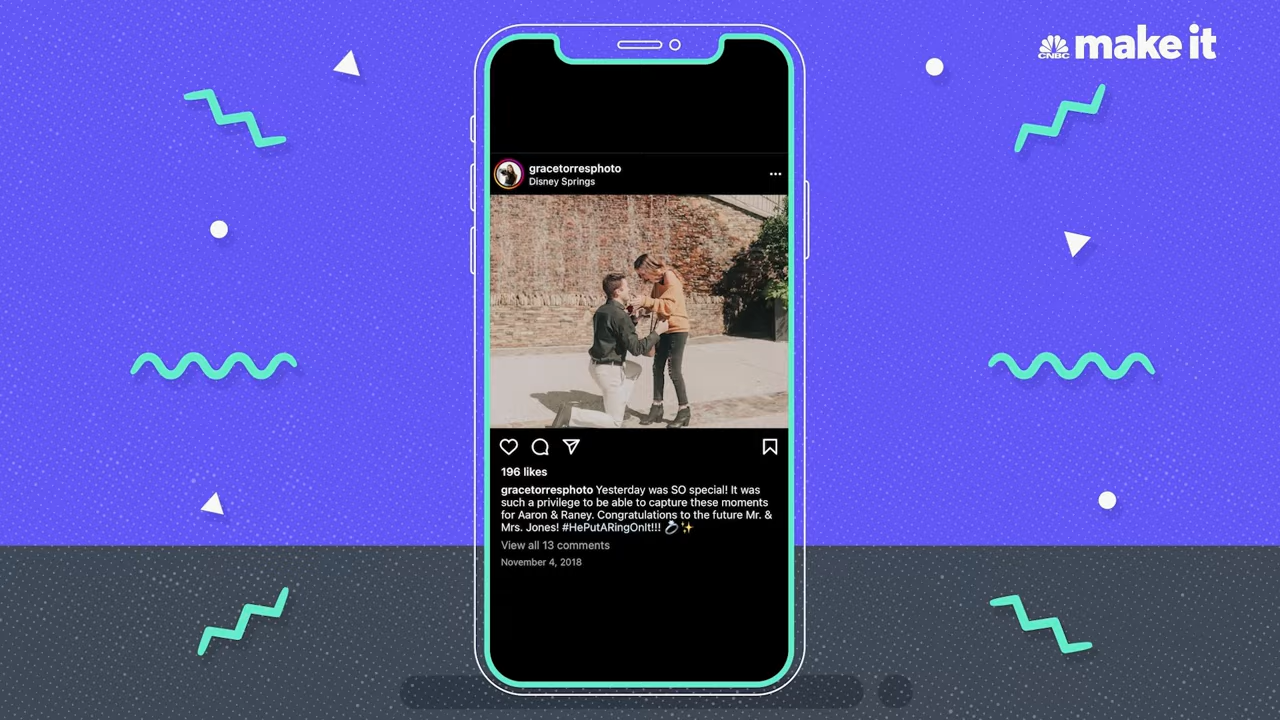 CNBC
make it
gracetorresphoto
Disney Springs
196 likes
gracetorresphoto Yesterday was SO special! It was
such a privilege to be able to capture these moments
for Aaron & Raney. Congratulations to the future Mr. &
Mrs. Jones! #HePutARingOnIt!!! 💍✨
View all 13 comments
November 4, 2018